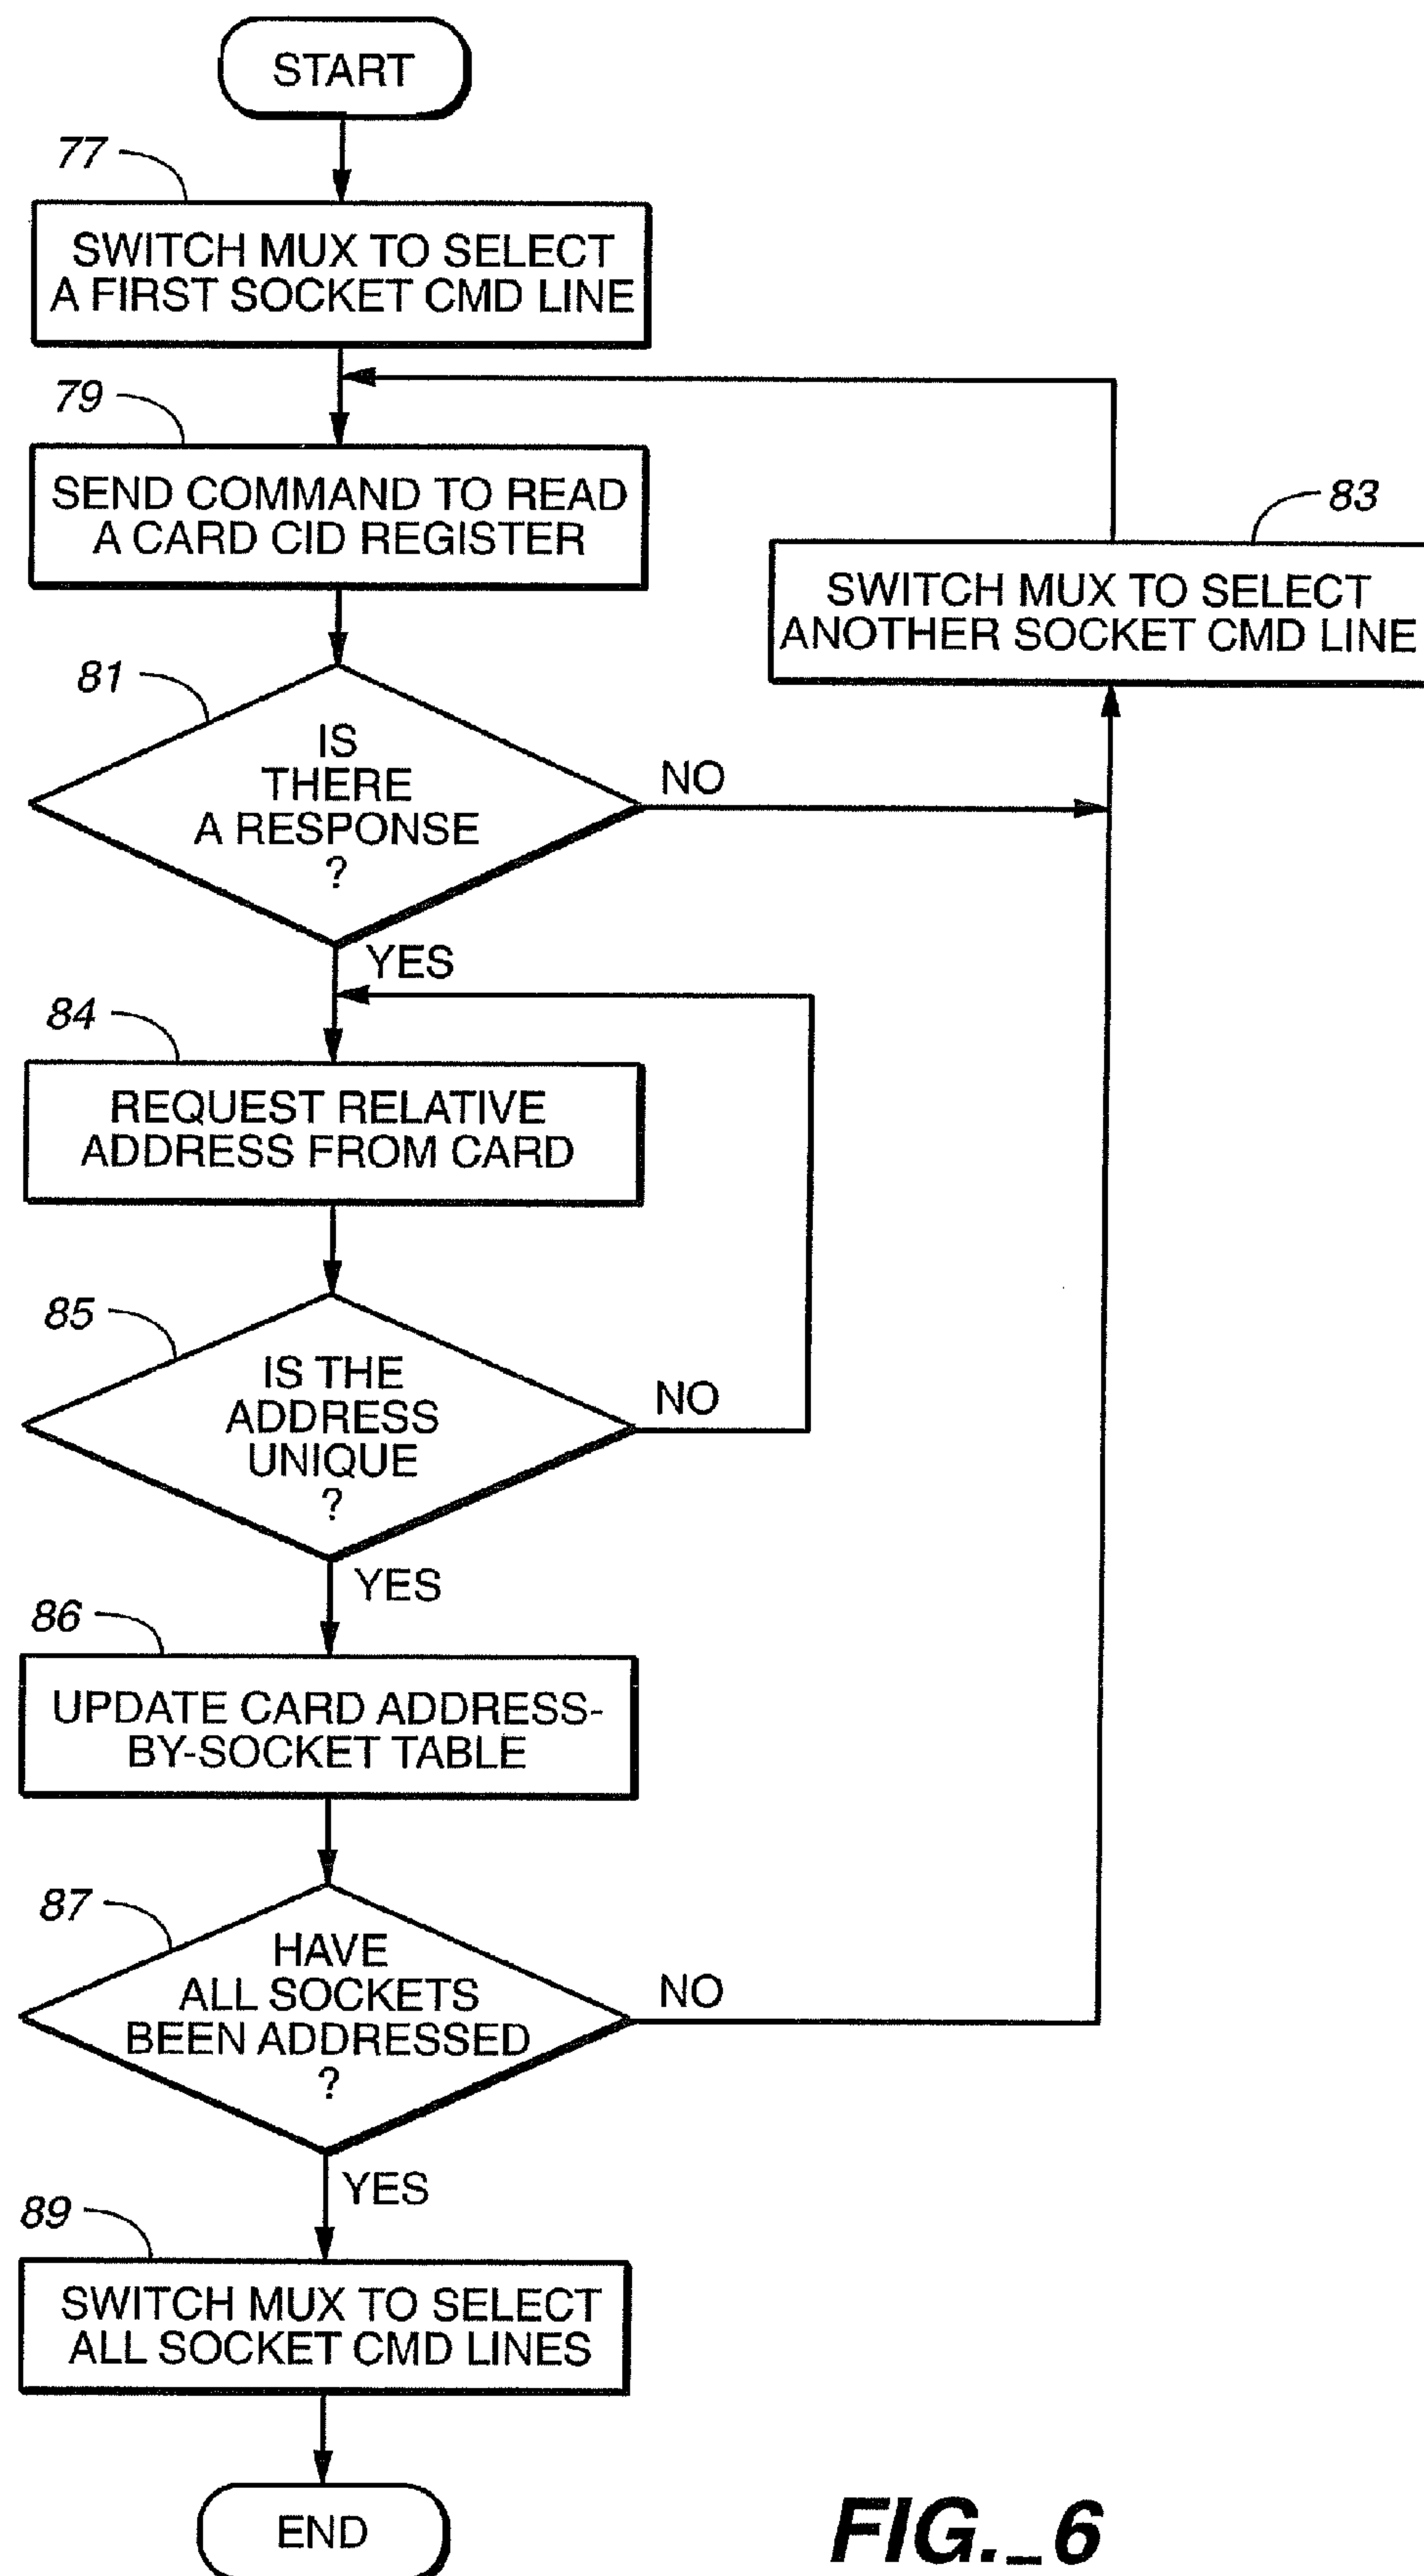 START
77
SWITCH MUX TO SELECT
A FIRST SOCKET CMD LINE
79
SEND COMMAND TO READ
A CARD CID REGISTER
83
SWITCH MUX TO SELECT
ANOTHER SOCKET CMD LINE
81
IS
THERE
A RESPONSE
?
NO
YES
84
REQUEST RELATIVE
ADDRESS FROM CARD
85
IS THE
ADDRESS
UNIQUE
?
NO
YES
86
UPDATE CARD ADDRESS-
BY-SOCKET TABLE
87
HAVE
ALL SOCKETS
BEEN ADDRESSED
?
NO
YES
89
SWITCH MUX TO SELECT
ALL SOCKET CMD LINES
END
FIG._6